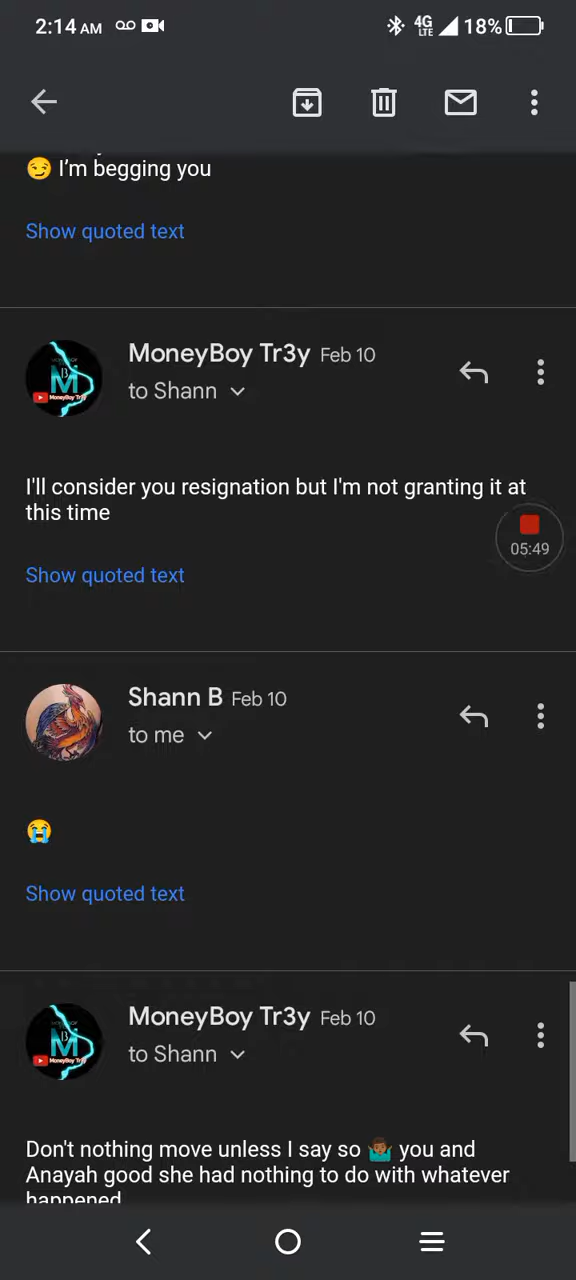 2:14 AM 4G LTE 18%
😏 I'm begging you
Show quoted text
MoneyBoy Tr3y Feb 10
to Shann
I'll consider you resignation but I'm not granting it at
this time
05:49
Show quoted text
Shann B Feb 10
to me
😭
Show quoted text
MoneyBoy Tr3y Feb 10
to Shann
Don't nothing move unless I say so 🤷🏾‍♂️ you and
Anayah good she had nothing to do with whatever
happened